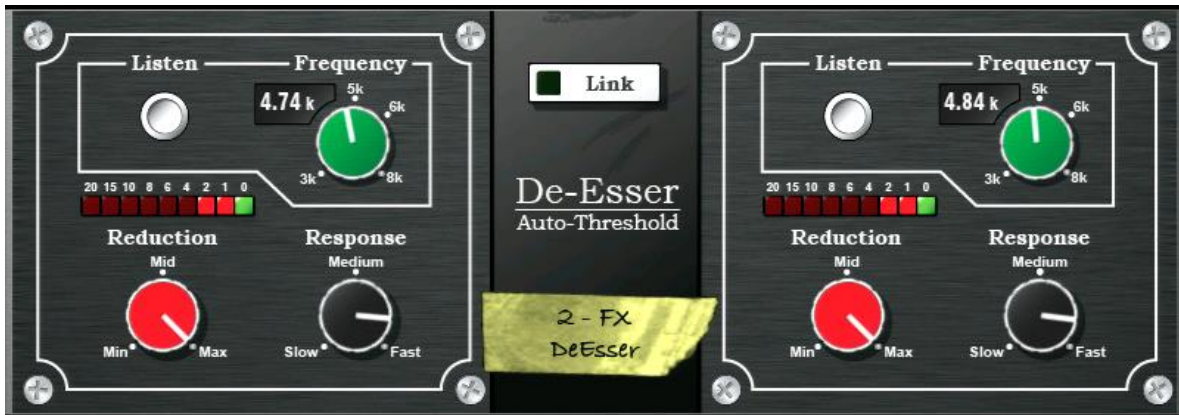 Listen
Frequency
4.74 k
5k
6k
3k
8k
20 15 10 8 6 4 2 1 0
Reduction
Response
Mid
Medium
Min
Max
Slow
Fast
Link
De-Esser
Auto-Threshold
2 - FX
DeEsser
Listen
Frequency
4.84 k
5k
6k
3k
8k
20 15 10 8 6 4 2 1 0
Reduction
Response
Mid
Medium
Min
Max
Slow
Fast